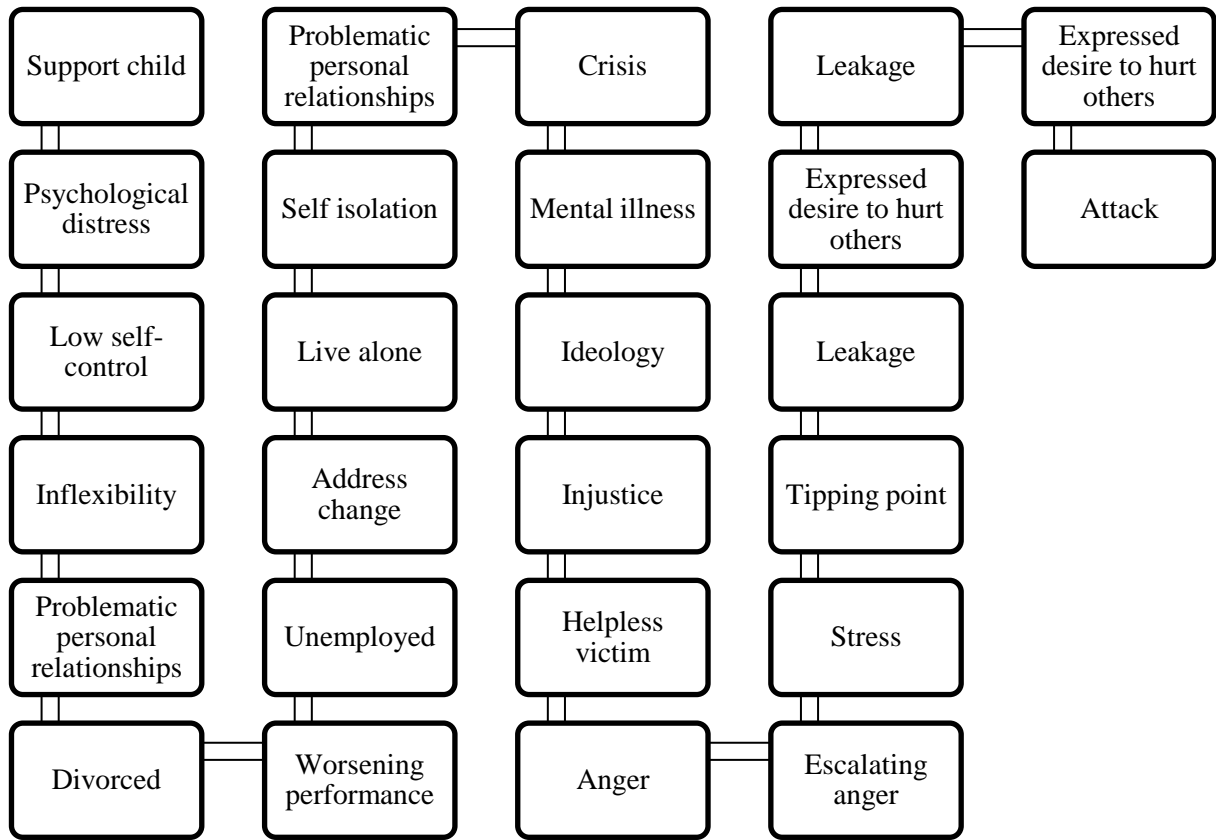 Support child
Psychological
distress
Low self-
control
Inflexibility
Problematic
personal
relationships
Divorced
Worsening
performance
Unemployed
Address
change
Live alone
Self isolation
Problematic
personal
relationships
Crisis
Mental illness
Ideology
Injustice
Helpless
victim
Anger
Escalating
anger
Stress
Tipping point
Leakage
Expressed
desire to hurt
others
Leakage
Expressed
desire to hurt
others
Attack